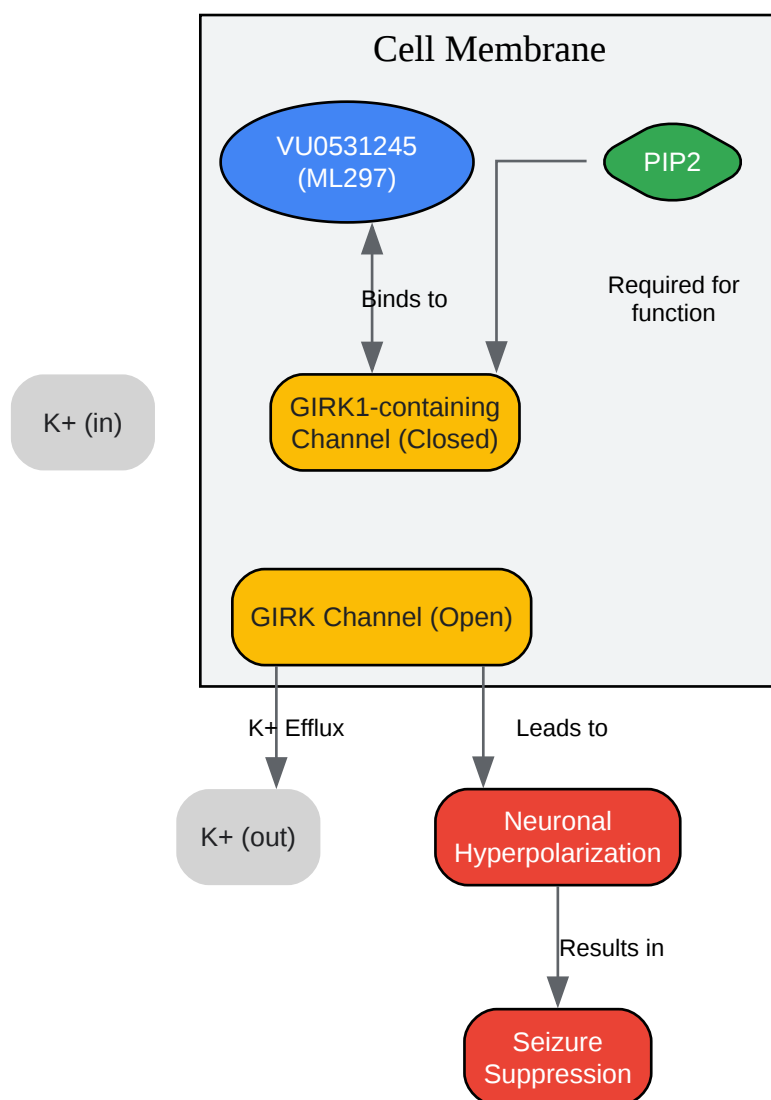 Cell Membrane
VU0531245
(ML297)
PIP2
Binds to
Required for
function
K+ (in)
GIRK1-containing
Channel (Closed)
GIRK Channel (Open)
K+ Efflux
Leads to
K+ (out)
Neuronal
Hyperpolarization
Results in
Seizure
Suppression